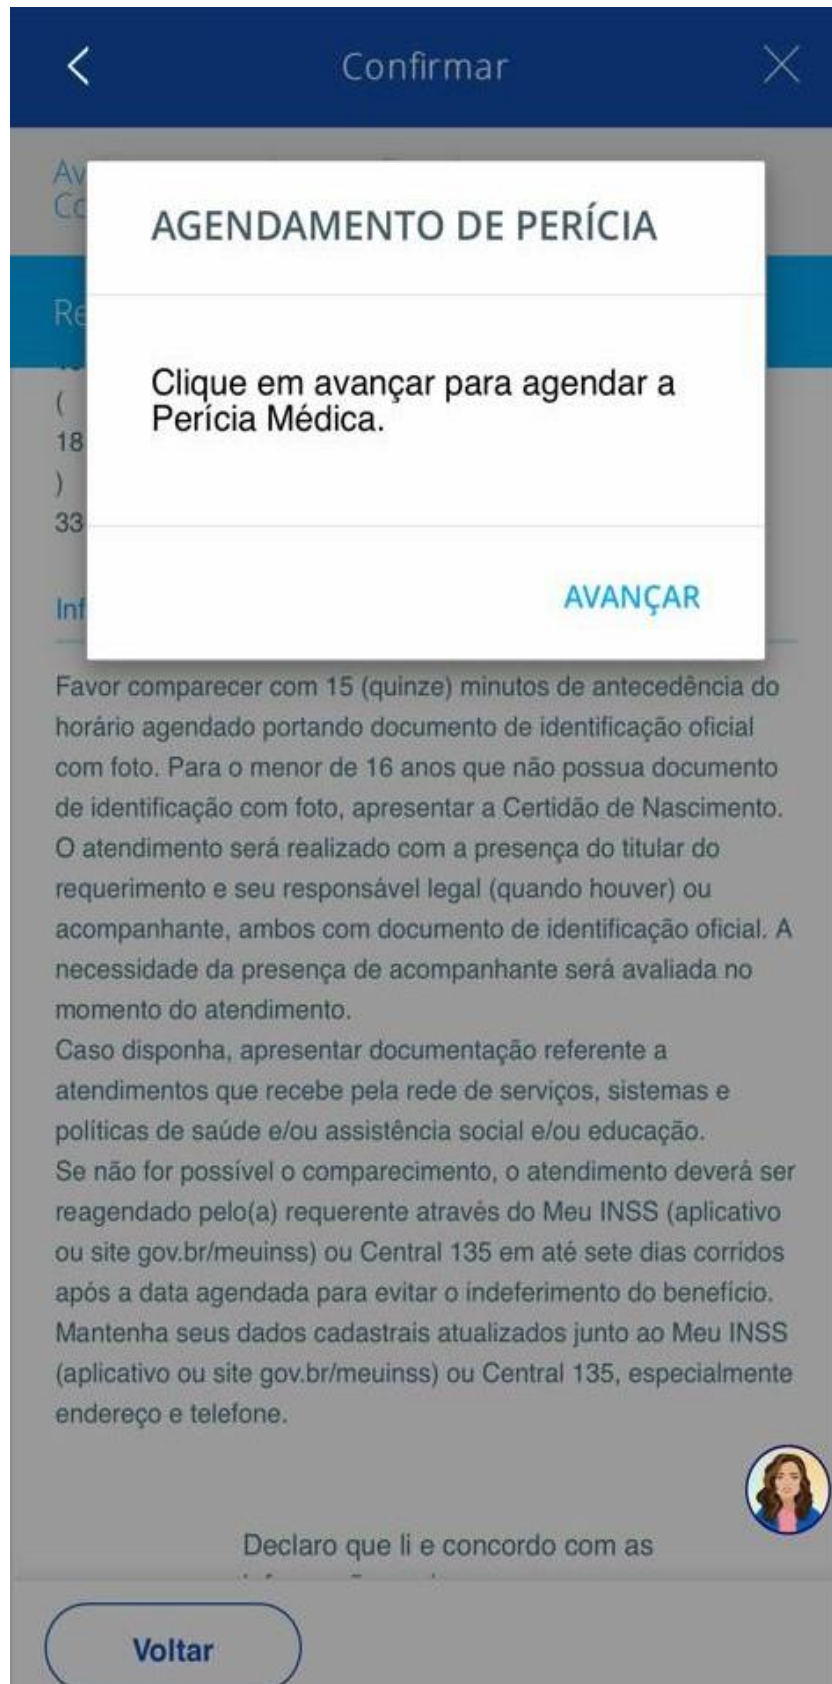 Confirmar
Av
Co
AGENDAMENTO DE PERÍCIA
Re
Clique em avançar para agendar a
Perícia Médica.
(
18
)
33
AVANÇAR
Inf
Favor comparecer com 15 (quinze) minutos de antecedência do
horário agendado portando documento de identificação oficial
com foto. Para o menor de 16 anos que não possua documento
de identificação com foto, apresentar a Certidão de Nascimento.
O atendimento será realizado com a presença do titular do
requerimento e seu responsável legal (quando houver) ou
acompanhante, ambos com documento de identificação oficial. A
necessidade da presença de acompanhante será avaliada no
momento do atendimento.
Caso disponha, apresentar documentação referente a
atendimentos que recebe pela rede de serviços, sistemas e
políticas de saúde e/ou assistência social e/ou educação.
Se não for possível o comparecimento, o atendimento deverá ser
reagendado pelo(a) requerente através do Meu INSS (aplicativo
ou site gov.br/meuinss) ou Central 135 em até sete dias corridos
após a data agendada para evitar o indeferimento do benefício.
Mantenha seus dados cadastrais atualizados junto ao Meu INSS
(aplicativo ou site gov.br/meuinss) ou Central 135, especialmente
endereço e telefone.
Declaro que li e concordo com as
Voltar